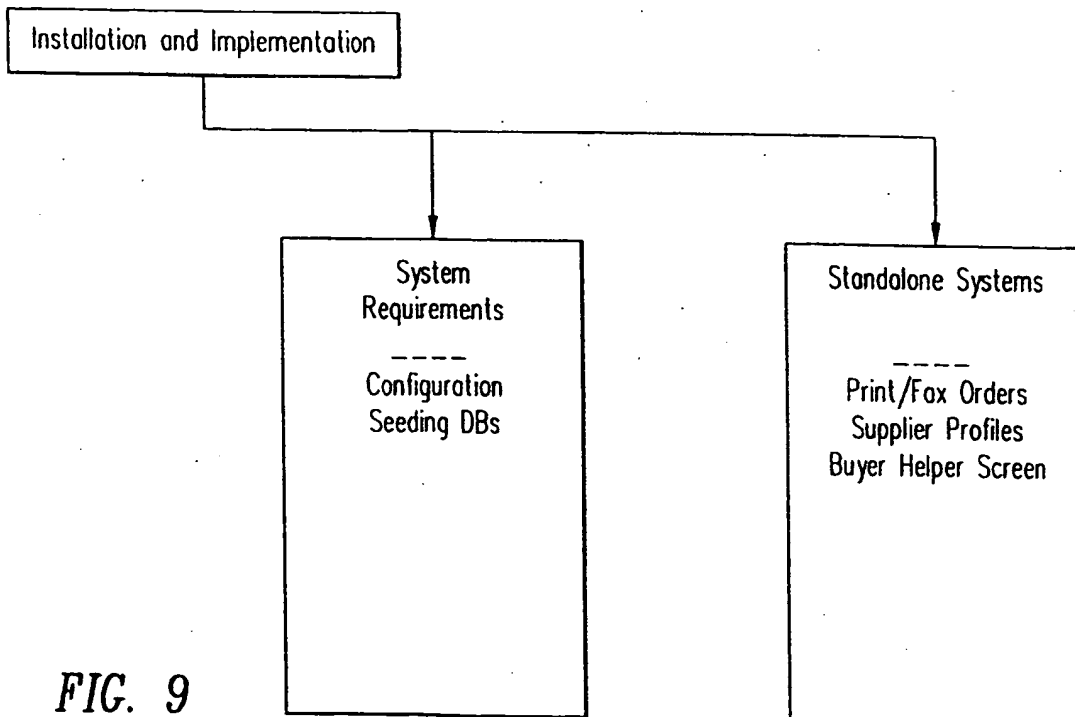 Installation and Implementation
System
Requirements
----
Configuration
Seeding DBs
Standalone Systems
----
Print/Fax Orders
Supplier Profiles
Buyer Helper Screen
FIG. 9